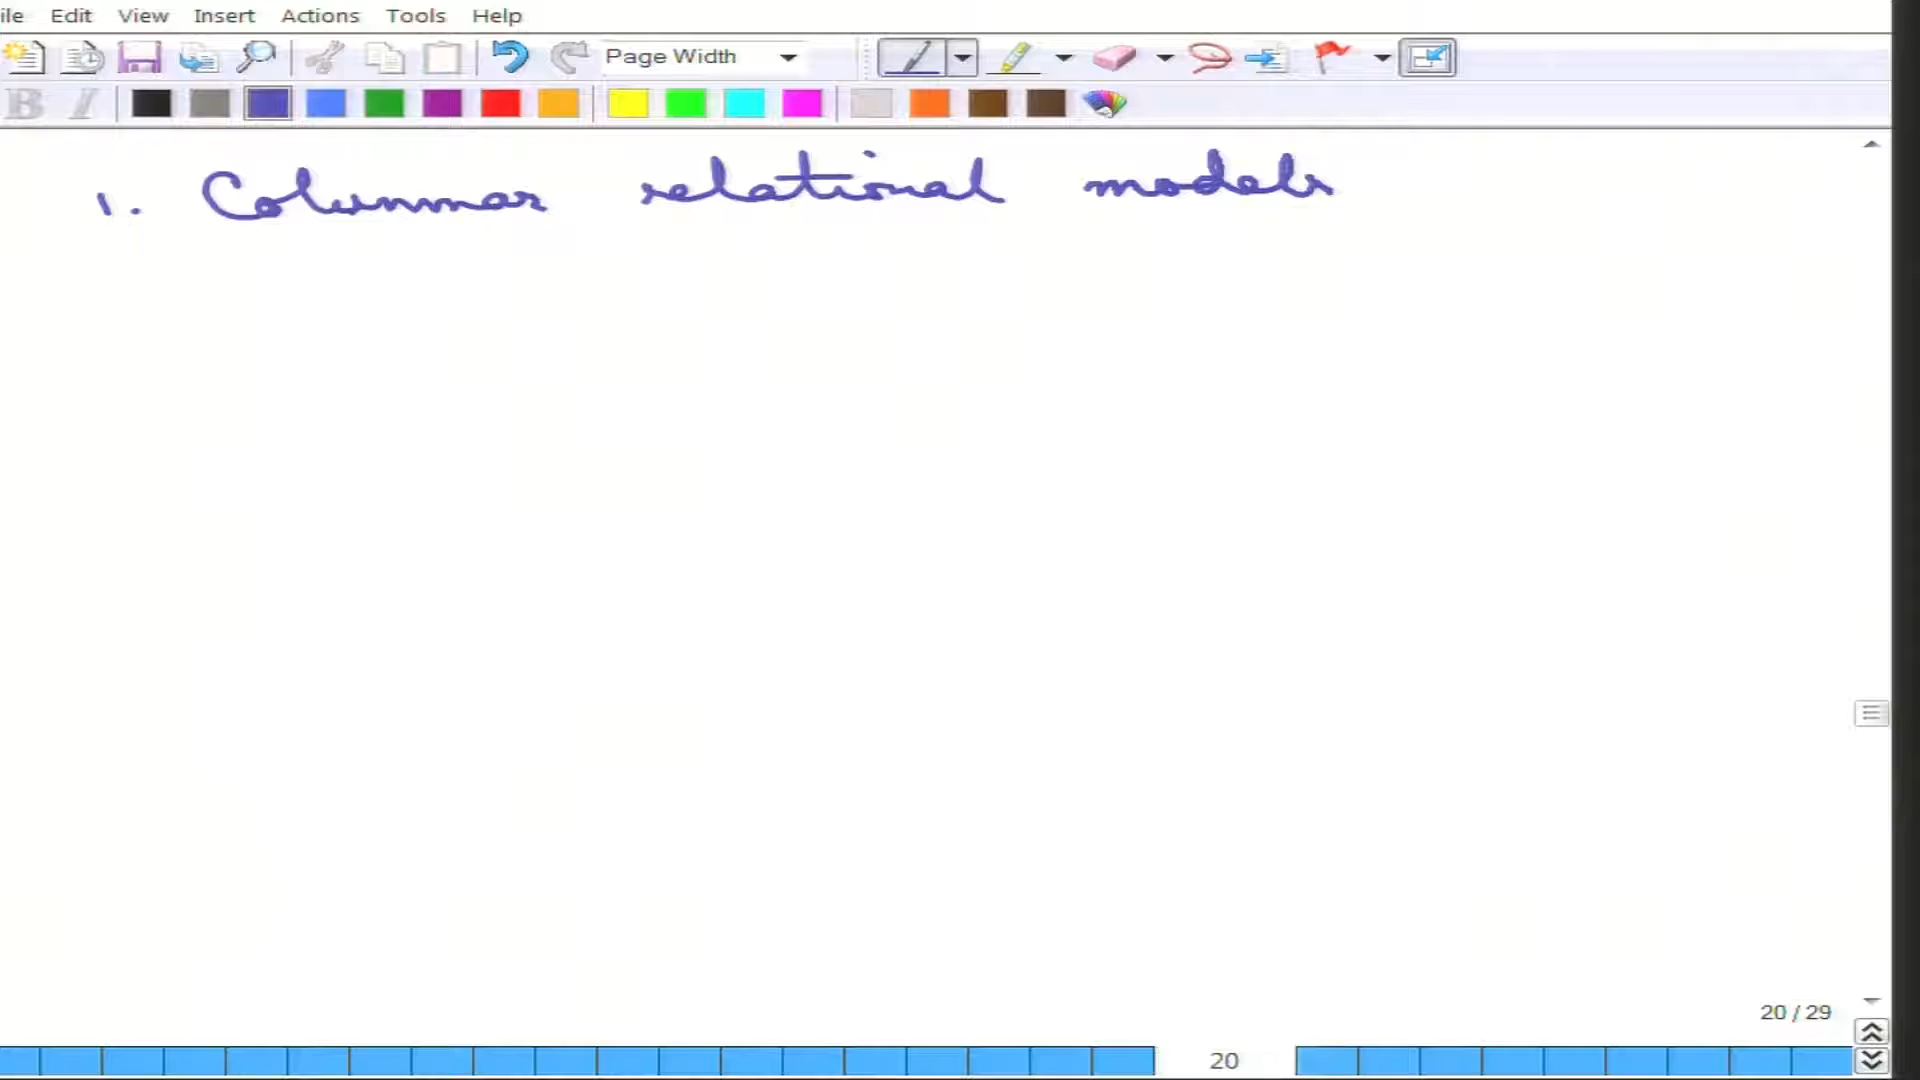 ile Edit View Insert Actions Tools Help
Page Width
B I
1. Columnar relational models
20 / 29
20